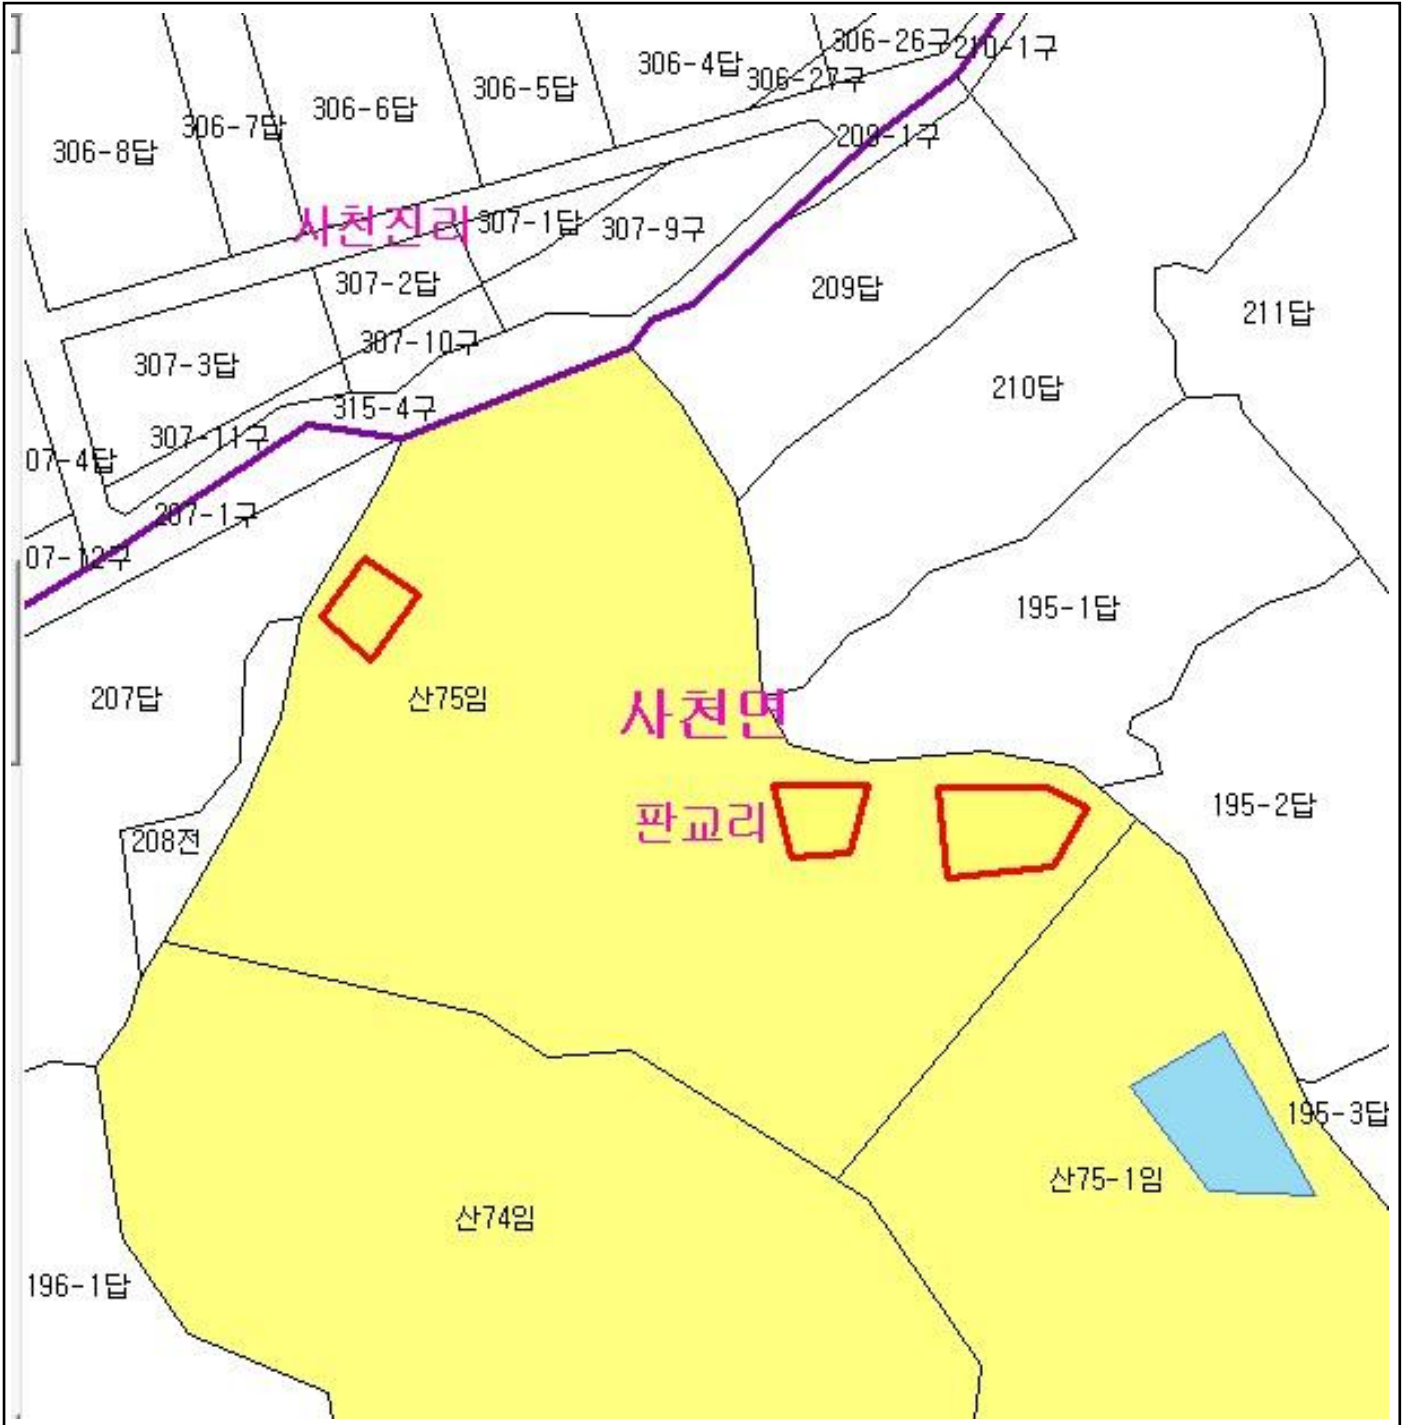 306-26구
210-1구
306-4답
306-27구
306-5답
306-6답
306-7답
306-8답
209-1구
사천진리
307-1답
307-9구
307-2답
209답
211답
307-10구
307-3답
210답
315-4구
307-11구
07-4답
207-1구
07-12구
195-1답
207답
산75임
사천면
판교리
195-2답
208전
195-3답
산75-1임
산74임
196-1답